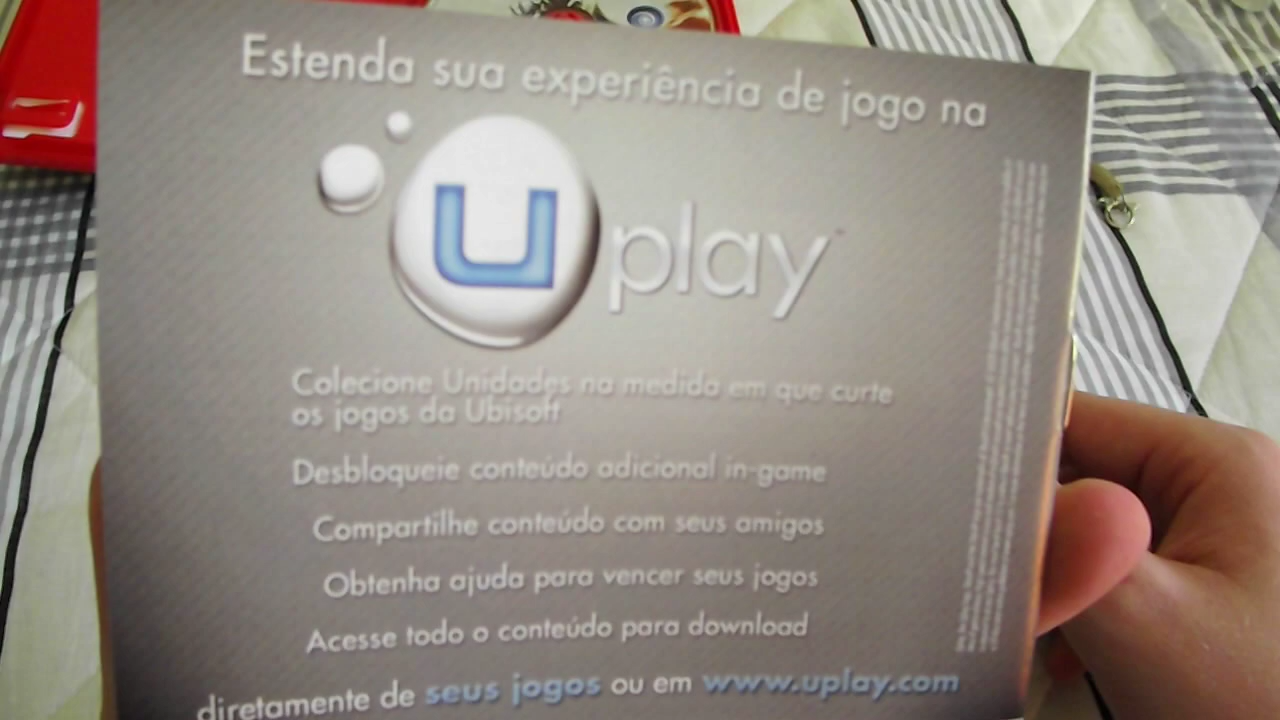 Estenda sua experiência de jogo na
U play™
Colecione Unidades na medida em que curte
os jogos da Ubisoft
Desbloqueie conteúdo adicional in-game
Compartilhe conteúdo com seus amigos
Obtenha ajuda para vencer seus jogos
Acesse todo o conteúdo para download
diretamente de seus jogos ou em www.uplay.com